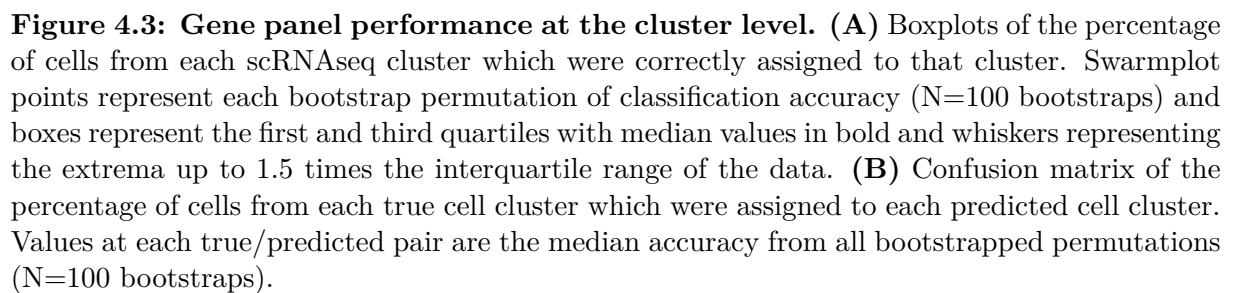 Figure 4.3: Gene panel performance at the cluster level. (A) Boxplots of the percentage
of cells from each scRNAseq cluster which were correctly assigned to that cluster. Swarmplot
points represent each bootstrap permutation of classification accuracy (N=100 bootstraps) and
boxes represent the first and third quartiles with median values in bold and whiskers representing
the extrema up to 1.5 times the interquartile range of the data. (B) Confusion matrix of the
percentage of cells from each true cell cluster which were assigned to each predicted cell cluster.
Values at each true/predicted pair are the median accuracy from all bootstrapped permutations
(N=100 bootstraps).